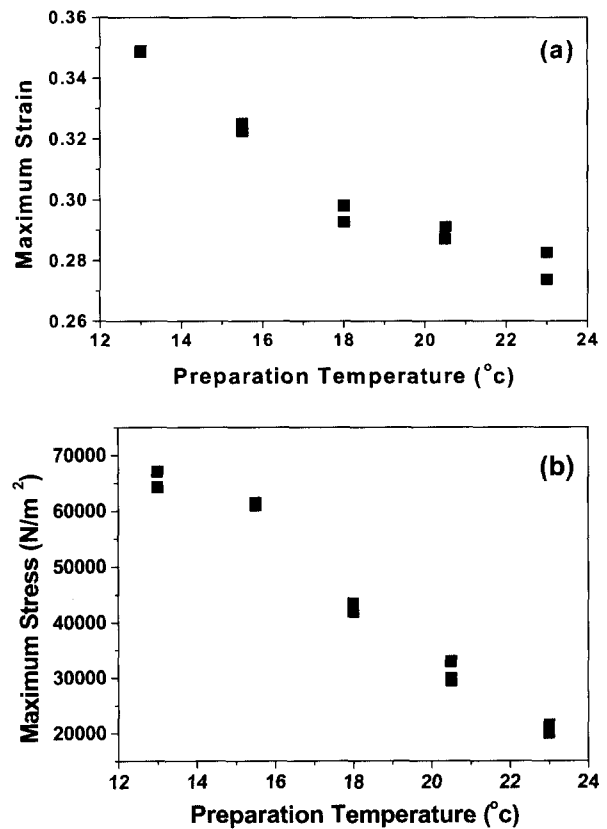 0.36
(a)
0.34
0.32
0.30
0.28
0.26
Maximum Strain
12 14 16 18 20 22 24
Preparation Temperature (°c)
70000
(b)
60000
50000
40000
30000
20000
Maximum Stress (N/m²)
12 14 16 18 20 22 24
Preparation Temperature (°c)